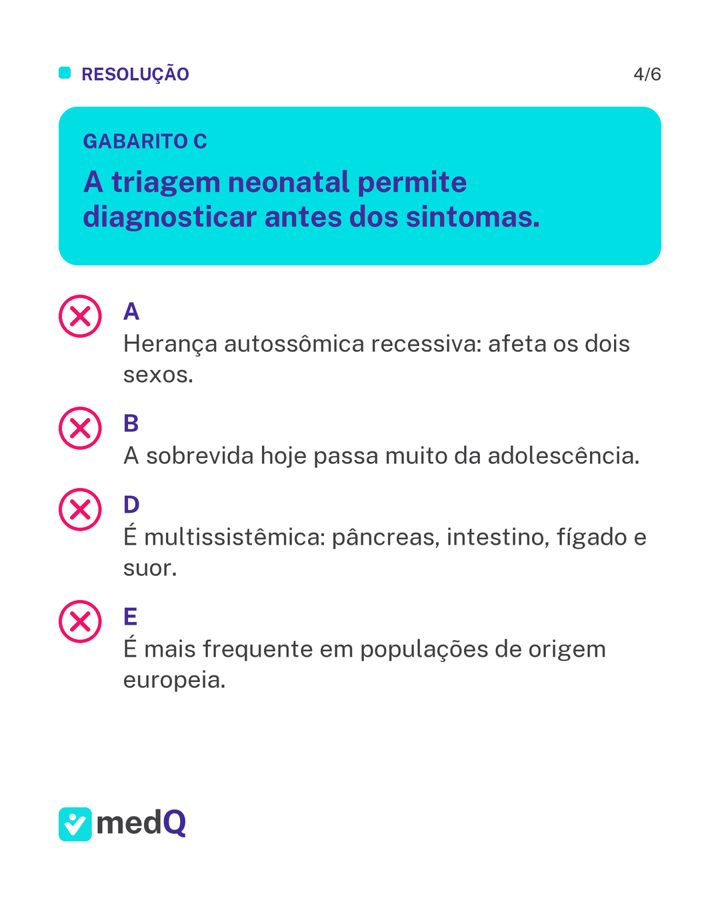 RESOLUÇÃO
4/6
GABARITO C
A triagem neonatal permite
diagnosticar antes dos sintomas.
A
Herança autossômica recessiva: afeta os dois
sexos.
B
A sobrevida hoje passa muito da adolescência.
D
É multissistêmica: pâncreas, intestino, fígado e
suor.
E
É mais frequente em populações de origem
europeia.
medQ